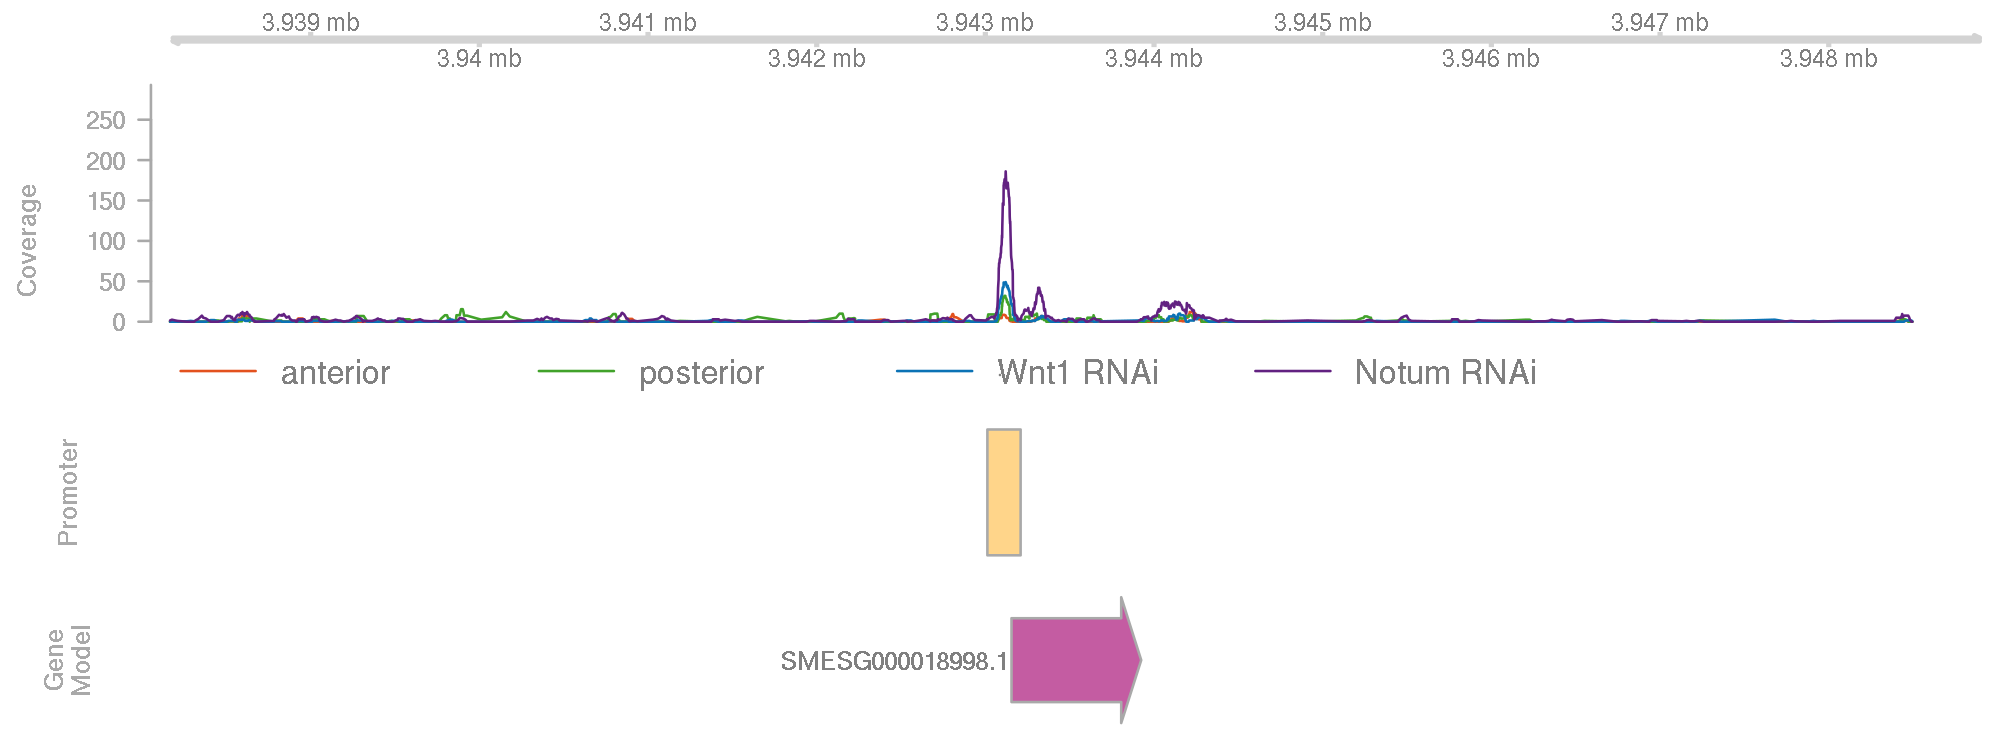 3.939 mb 3.941 mb 3.943 mb 3.945 mb 3.947 mb
3.94 mb 3.942 mb 3.944 mb 3.946 mb 3.948 mb
Coverage
250
200
150
100
50
0
anterior posterior Wnt1 RNAi Notum RNAi
Promoter
Gene
Model
SMESG000018998.1